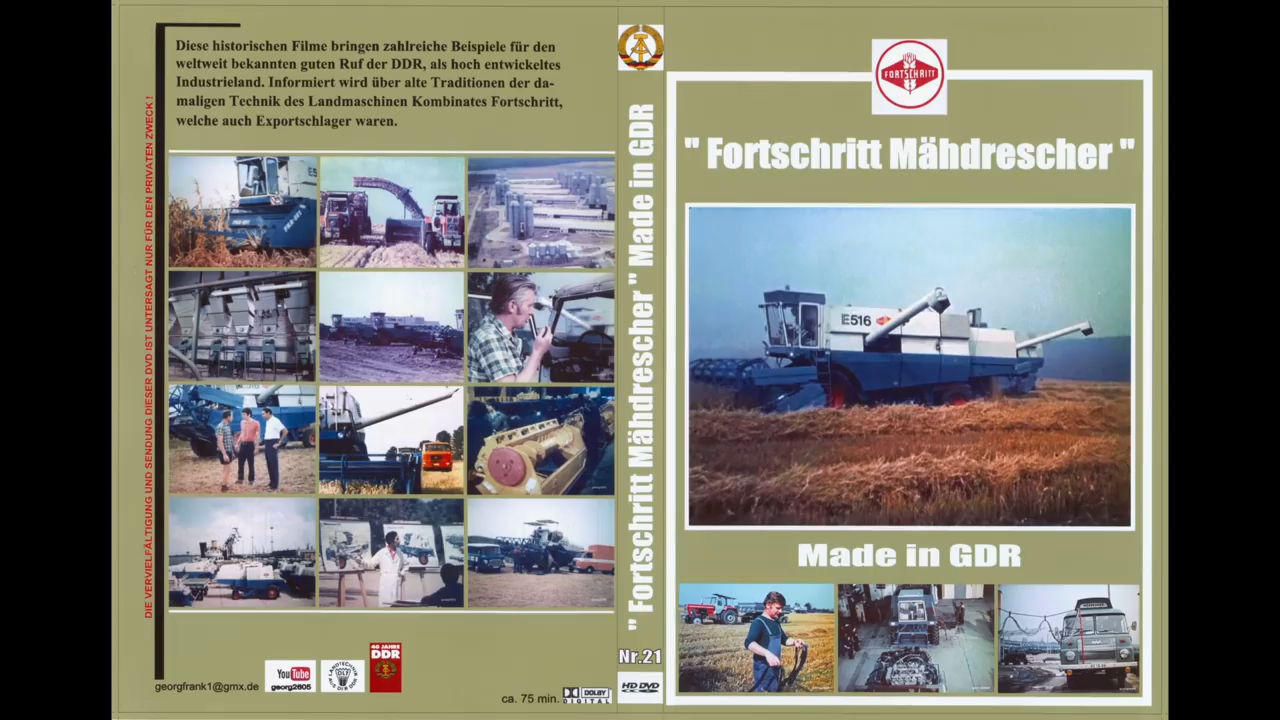 Diese historischen Filme bringen zahlreiche Beispiele für den
weltweit bekannten guten Ruf der DDR, als hoch entwickeltes
Industrieland. Informiert wird über alte Traditionen der da-
maligen Technik des Landmaschinen Kombinates Fortschritt,
welche auch Exportschlager waren.
DIE VERVIELFÄLTIGUNG UND SENDUNG DIESER DVD IST UNTERSAGT NUR FÜR DEN PRIVATEN ZWECK !
georgfrank1@gmx.de
YouTube
georg2605
40 JAHRE
DDR
ca. 75 min.
DOLBY
DIGITAL
" Fortschritt Mähdrescher " Made in GDR
Nr.21
HD DVD
FORTSCHRITT
" Fortschritt Mähdrescher "
E516
Made in GDR